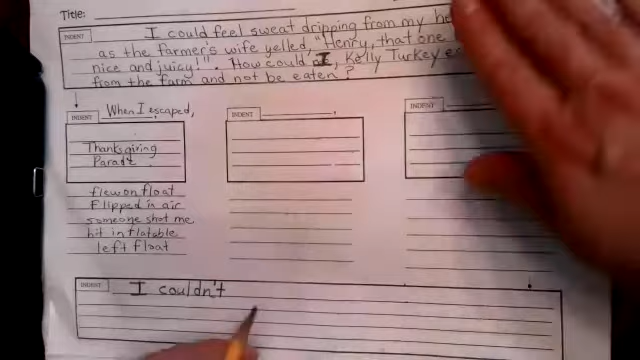 Title:
INDENT I could feel sweat dripping from my
as the farmer's wife yelled, "Henry, that one
nice and juicy!". How could I, Kelly Turkey
from the farm and not be eaten?
INDENT When I escaped,
Thanksgiving
Parade
flew on float
Flipped in air
someone shot me
hit inflatable
left float
INDENT ,
INDENT
INDENT I couldn't